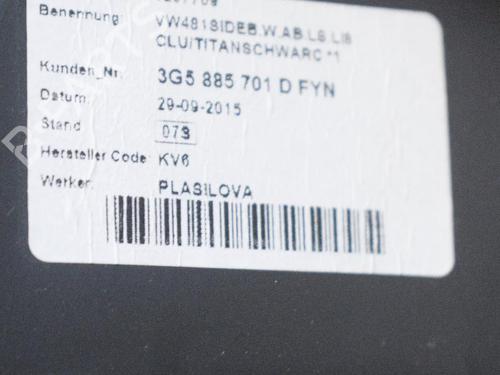 Benennung: VW481SIDEB.W.AB.LS LI8
CLU/TITANSCHWARC *1
Kunden_Nr: 3G5 885 701 D FYN
Datum: 29-09-2015
Stand 073
Hersteller Code: KV6
Werker: PLASILOVA